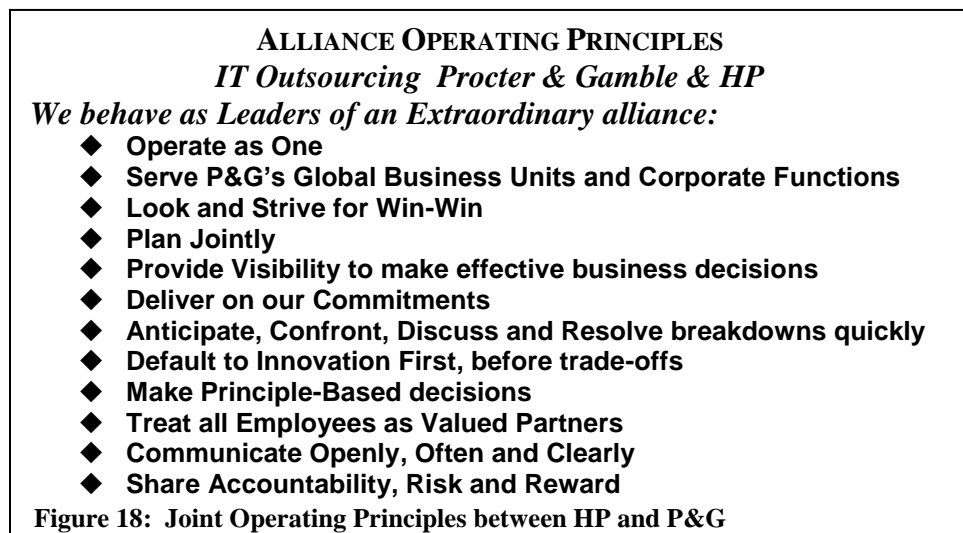 ALLIANCE OPERATING PRINCIPLES
IT Outsourcing Procter & Gamble & HP
We behave as Leaders of an Extraordinary alliance:
◆ Operate as One
◆ Serve P&G's Global Business Units and Corporate Functions
◆ Look and Strive for Win-Win
◆ Plan Jointly
◆ Provide Visibility to make effective business decisions
◆ Deliver on our Commitments
◆ Anticipate, Confront, Discuss and Resolve breakdowns quickly
◆ Default to Innovation First, before trade-offs
◆ Make Principle-Based decisions
◆ Treat all Employees as Valued Partners
◆ Communicate Openly, Often and Clearly
◆ Share Accountability, Risk and Reward
Figure 18: Joint Operating Principles between HP and P&G